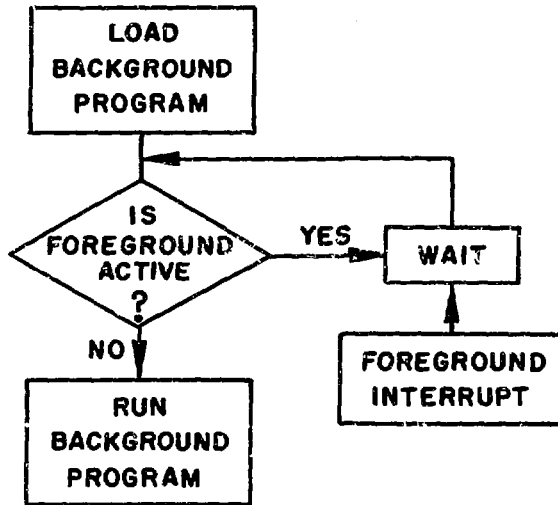 LOAD
BACKGROUND
PROGRAM
IS
FOREGROUND
ACTIVE
?
YES
WAIT
NO
FOREGROUND
INTERRUPT
RUN
BACKGROUND
PROGRAM